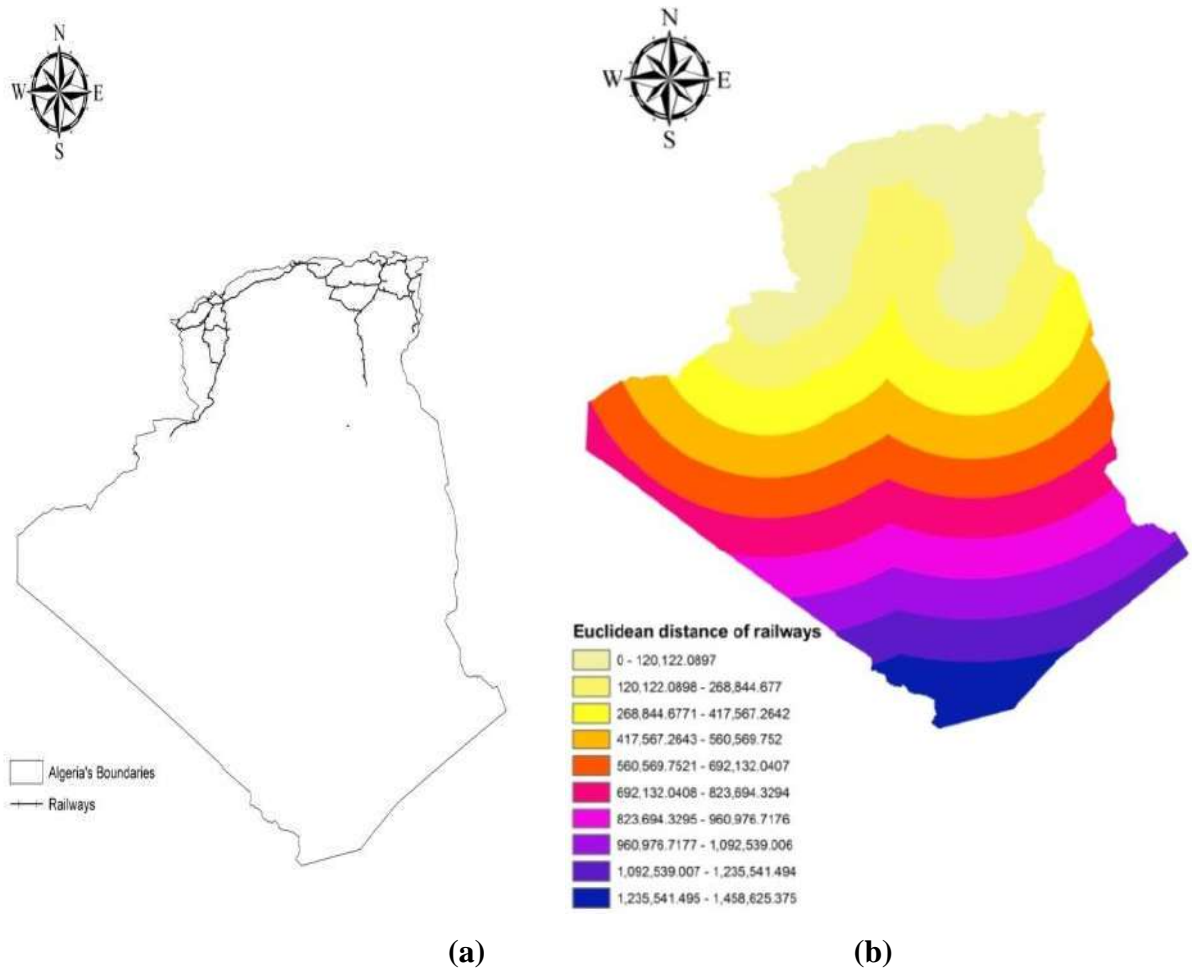 N
W E
S
Algeria's Boundaries
Railways
N
W E
S
Euclidean distance of railways
0 - 120,122.0897
120,122.0898 - 268,844.677
268,844.6771 - 417,567.2642
417,567.2643 - 560,569.752
560,569.7521 - 692,132.0407
692,132.0408 - 823,694.3294
823,694.3295 - 960,976.7176
960,976.7177 - 1,092,539.006
1,092,539.007 - 1,235,541.494
1,235,541.495 - 1,458,625.375
(a) (b)